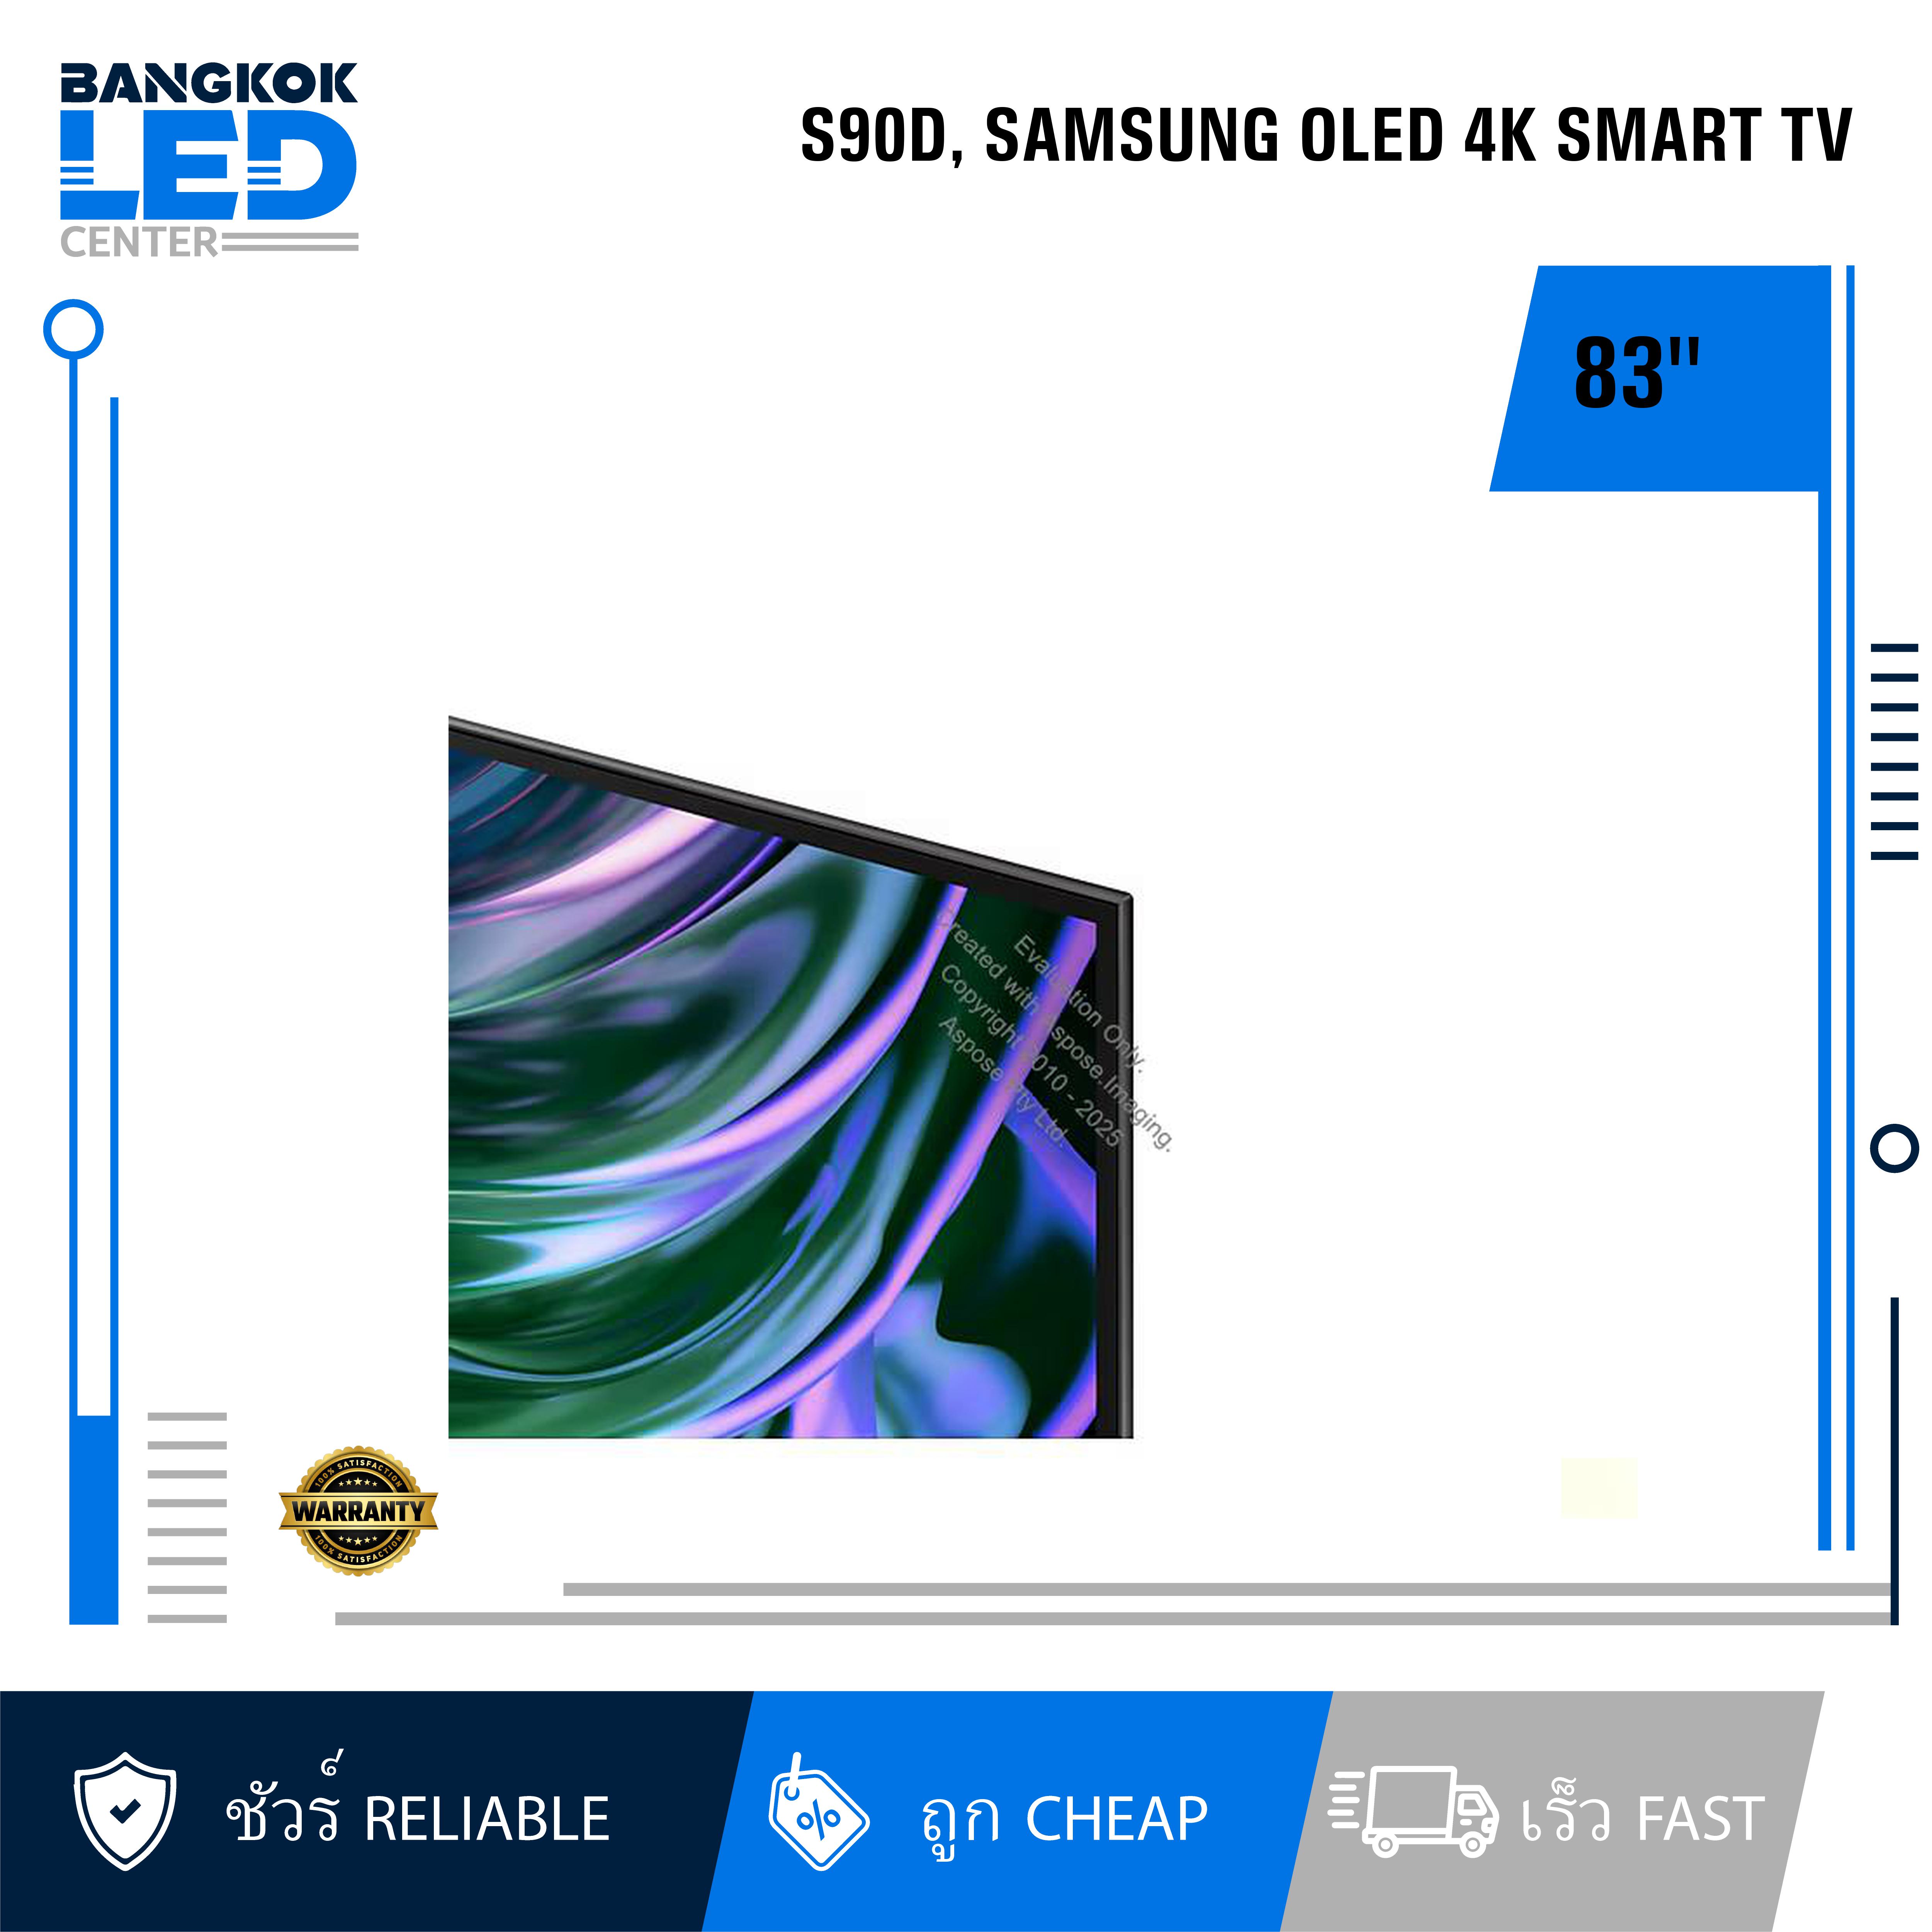 BANGKOK
LED
CENTER
S90D, SAMSUNG OLED 4K SMART TV
83"
Evaluation Only.
Created with Aspose.Imaging.
Copyright 2010 - 2025
Aspose Pty Ltd.
100% SATISFACTION
WARRANTY
100% SATISFACTION
ชัวร์ RELIABLE
% ถูก CHEAP
เร็ว FAST